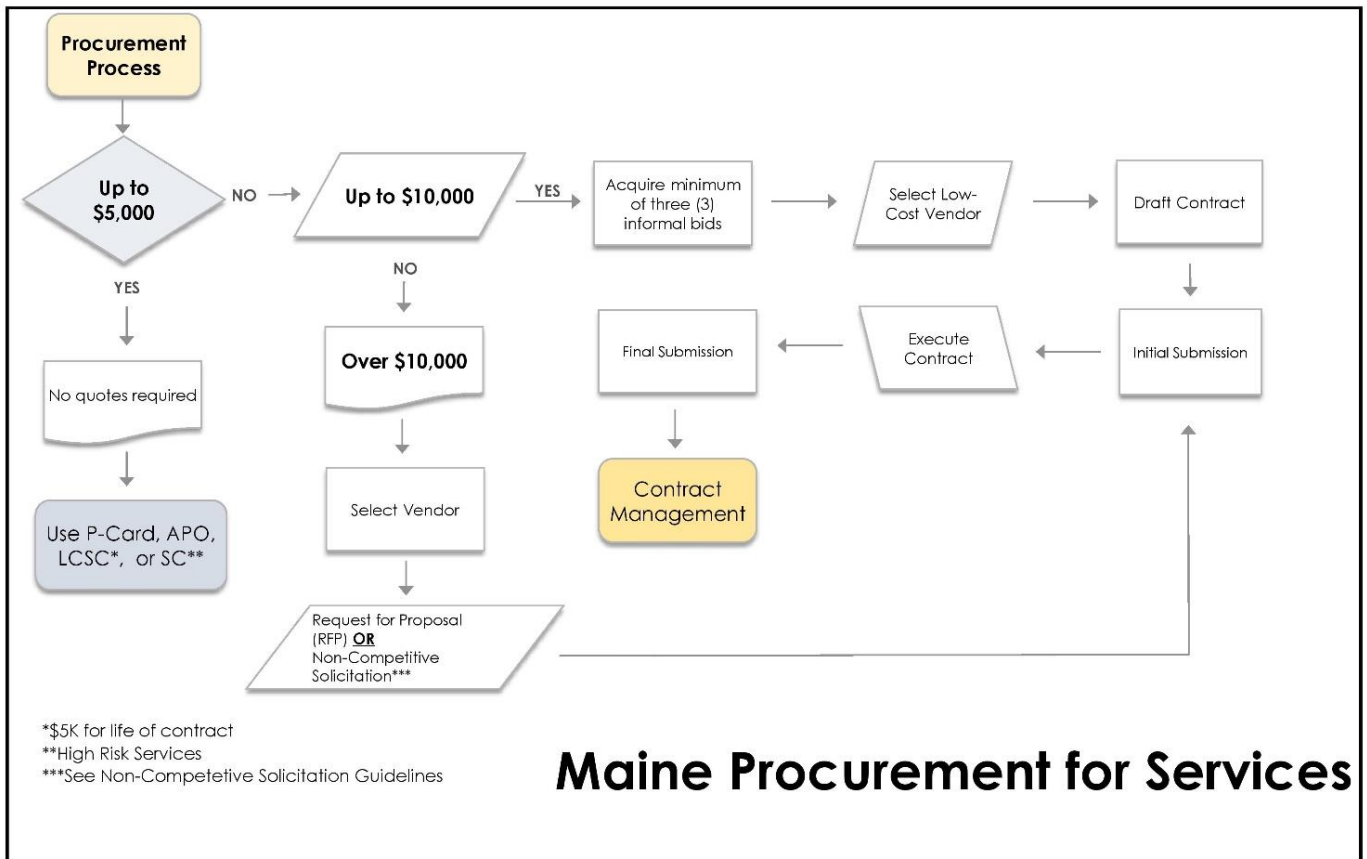 Procurement
Process
Up to
$5,000
NO
Up to $10,000
YES
Acquire minimum
of three (3)
informal bids
Select Low-
Cost Vendor
Draft Contract
YES
NO
No quotes required
Over $10,000
Final Submission
Execute
Contract
Initial Submission
Use P-Card, APO,
LCSC*, or SC**
Select Vendor
Contract
Management
Request for Proposal
(RFP) OR
Non-Competitive
Solicitation***
*$5K for life of contract
**High Risk Services
***See Non-Competetive Solicitation Guidelines
Maine Procurement for Services